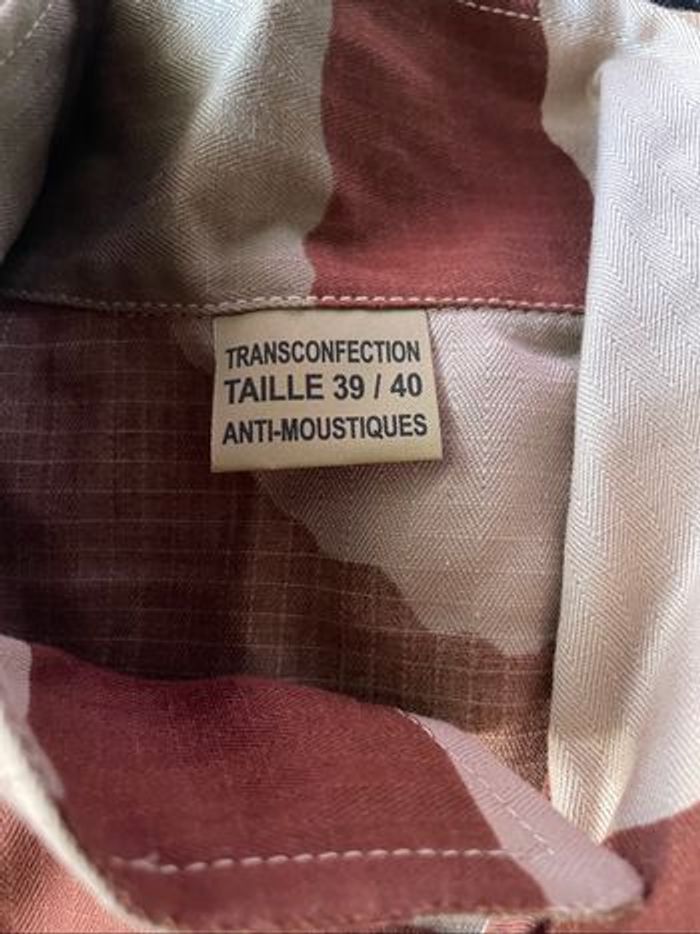 TRANSCONFECTION
TAILLE 39 / 40
ANTI-MOUSTIQUES